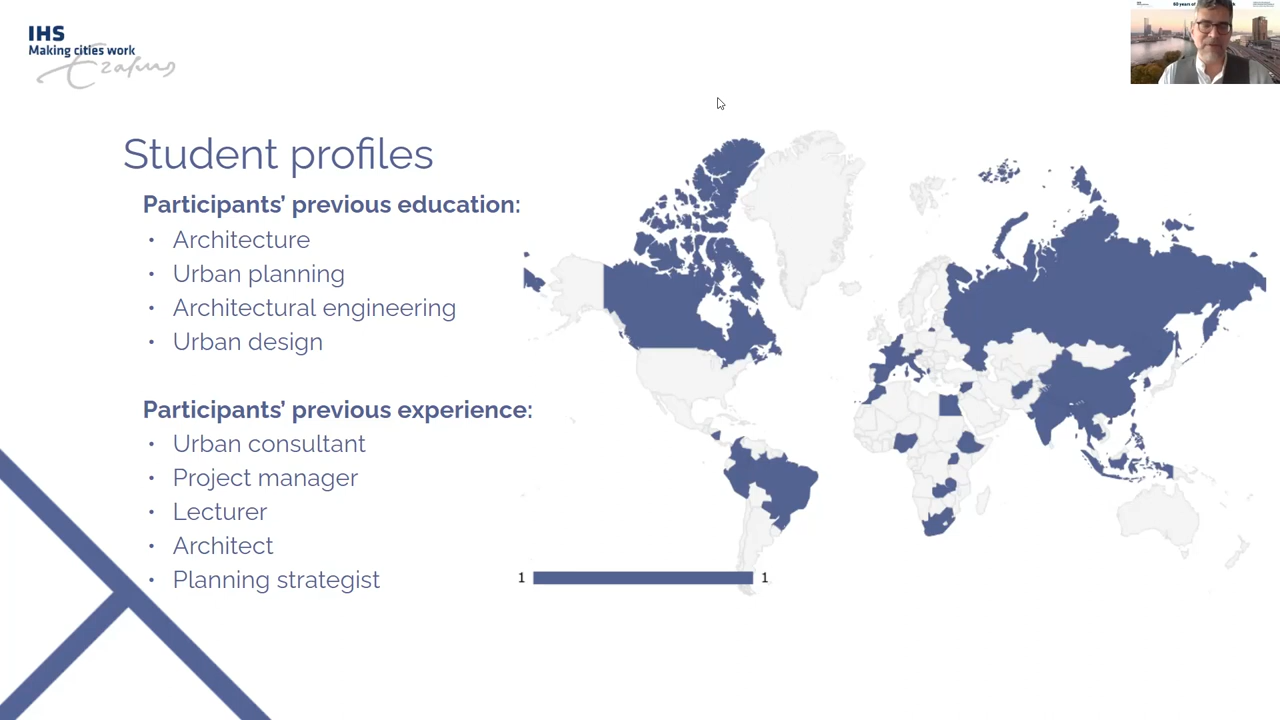 IHS
Making cities work
Erasmus
Student profiles
Participants’ previous education:
• Architecture
• Urban planning
• Architectural engineering
• Urban design
Participants’ previous experience:
• Urban consultant
• Project manager
• Lecturer
• Architect
• Planning strategist
1 1